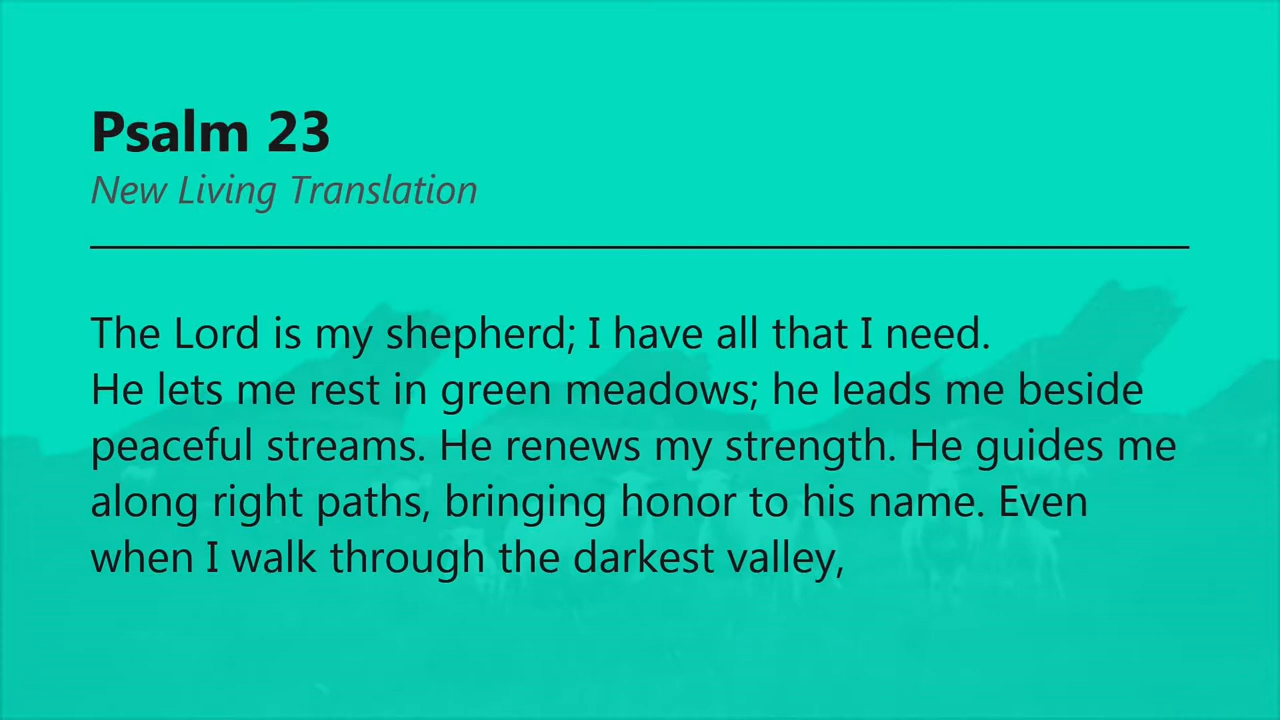 Psalm 23
New Living Translation
The Lord is my shepherd; I have all that I need.
He lets me rest in green meadows; he leads me beside
peaceful streams. He renews my strength. He guides me
along right paths, bringing honor to his name. Even
when I walk through the darkest valley,